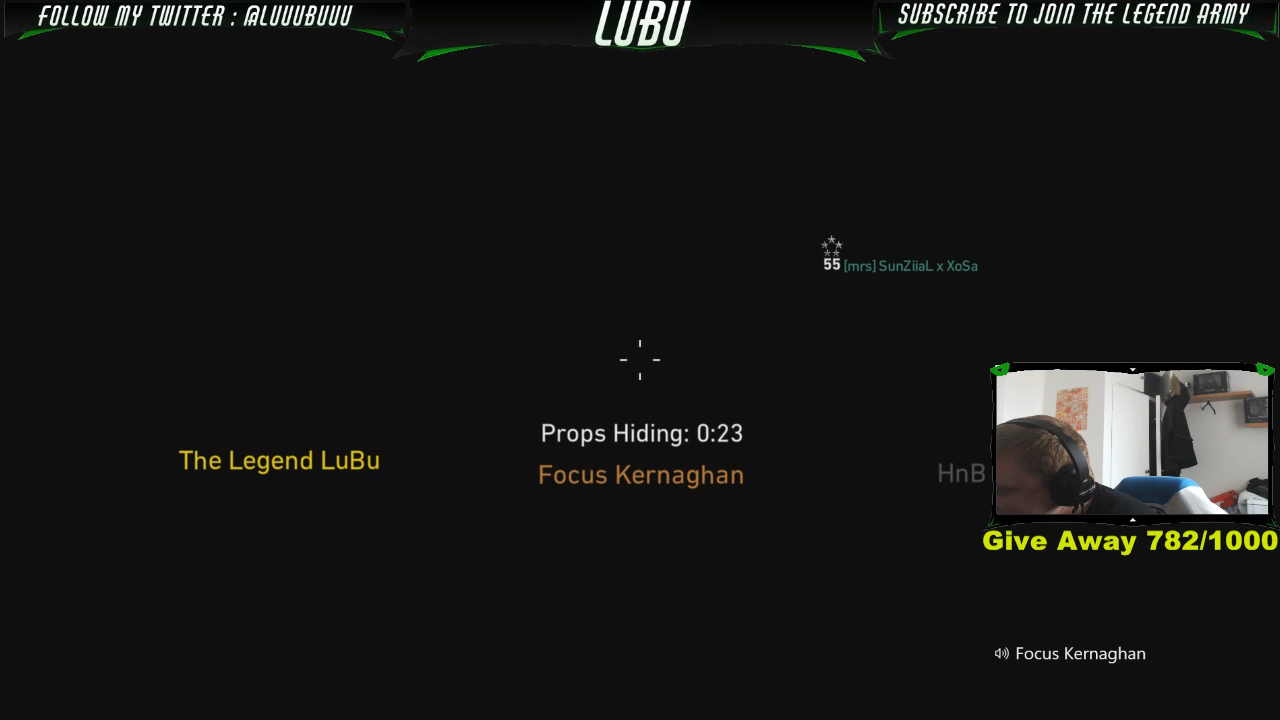 FOLLOW MY TWITTER : @LUUUBUUU
LUBU
SUBSCRIBE TO JOIN THE LEGEND ARMY
55 [mrs] SunZiiaL x XoSa
Props Hiding: 0:23
The Legend LuBu
Focus Kernaghan
HnB
Give Away 782/1000
Focus Kernaghan